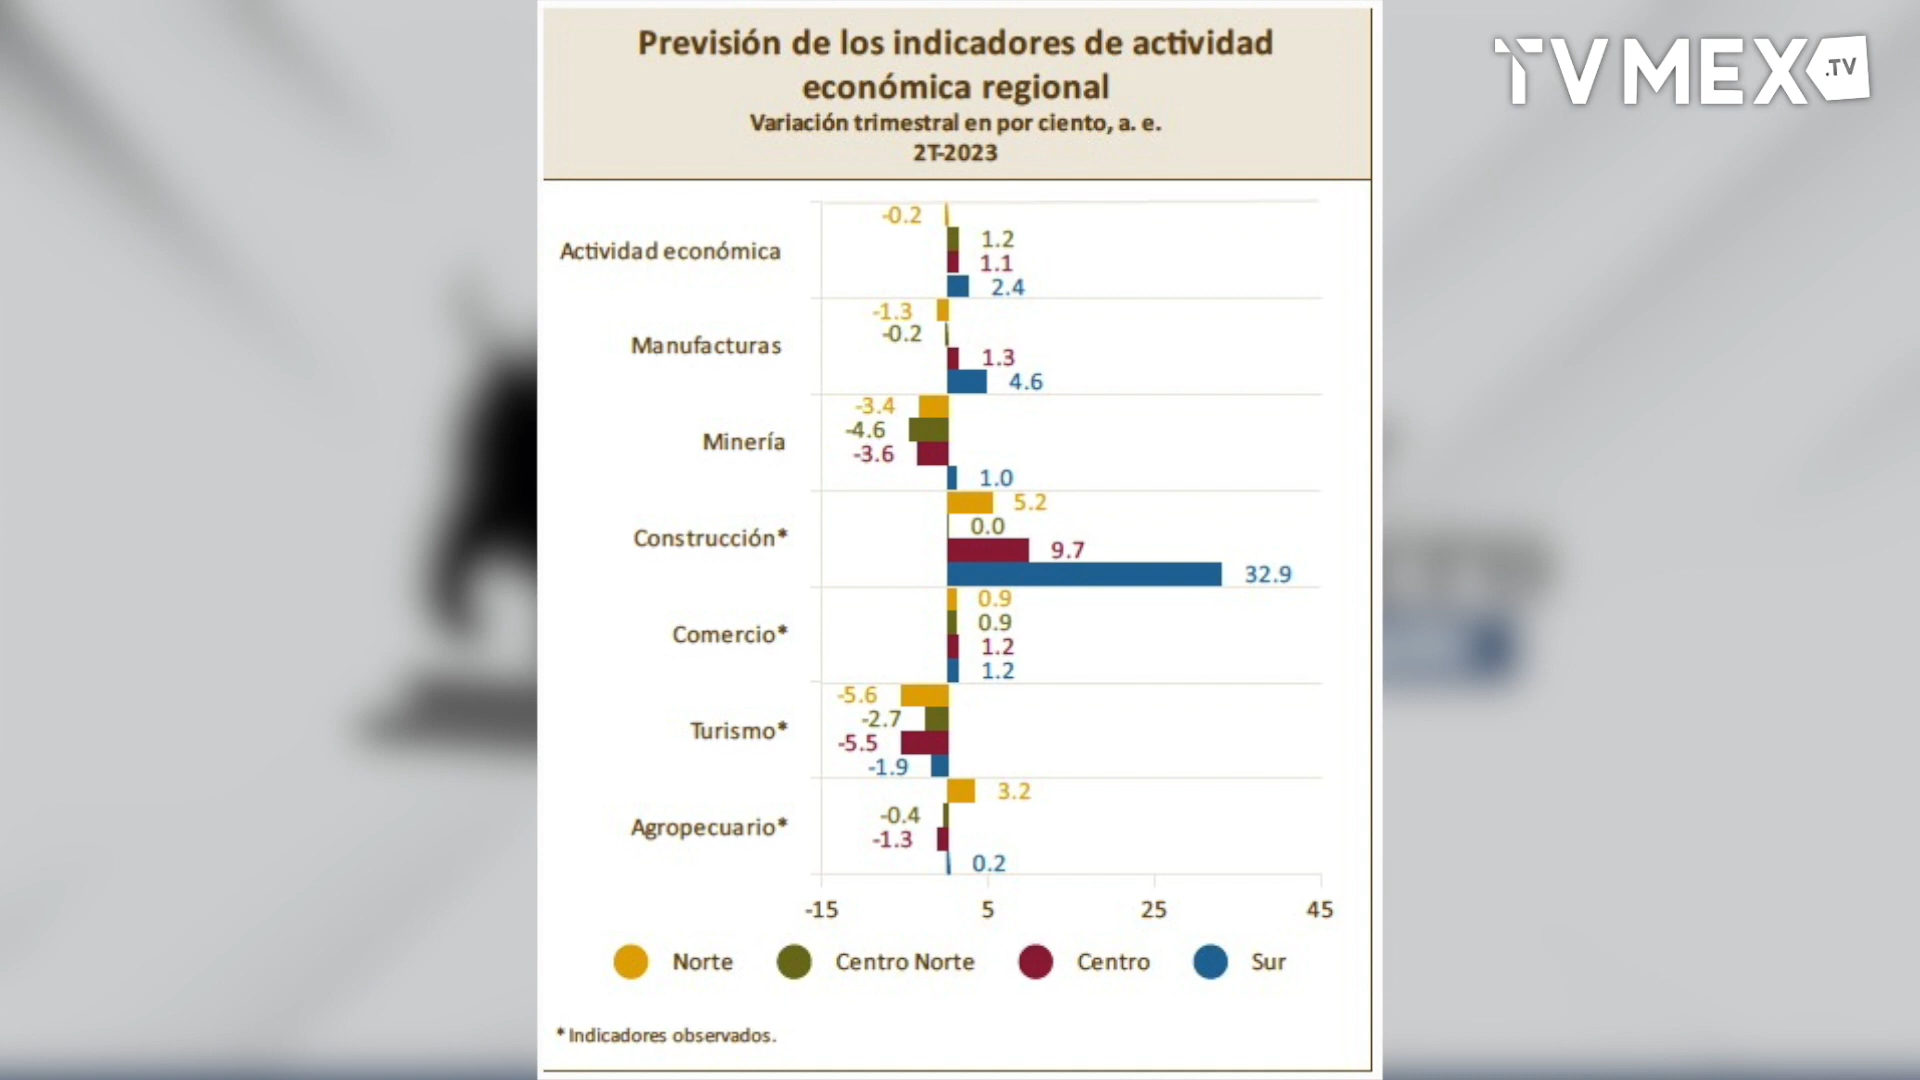 Previsión de los indicadores de actividad
económica regional
Variación trimestral en por ciento, a. e.
2T-2023
TVMEX.TV
Actividad económica
-0.2
1.2
1.1
2.4
Manufacturas
-1.3
-0.2
1.3
4.6
Minería
-3.4
-4.6
-3.6
1.0
Construcción*
5.2
0.0
9.7
32.9
Comercio*
0.9
0.9
1.2
1.2
Turismo*
-5.6
-2.7
-5.5
-1.9
Agropecuario*
3.2
-0.4
-1.3
0.2
-15 5 25 45
Norte Centro Norte Centro Sur
* Indicadores observados.